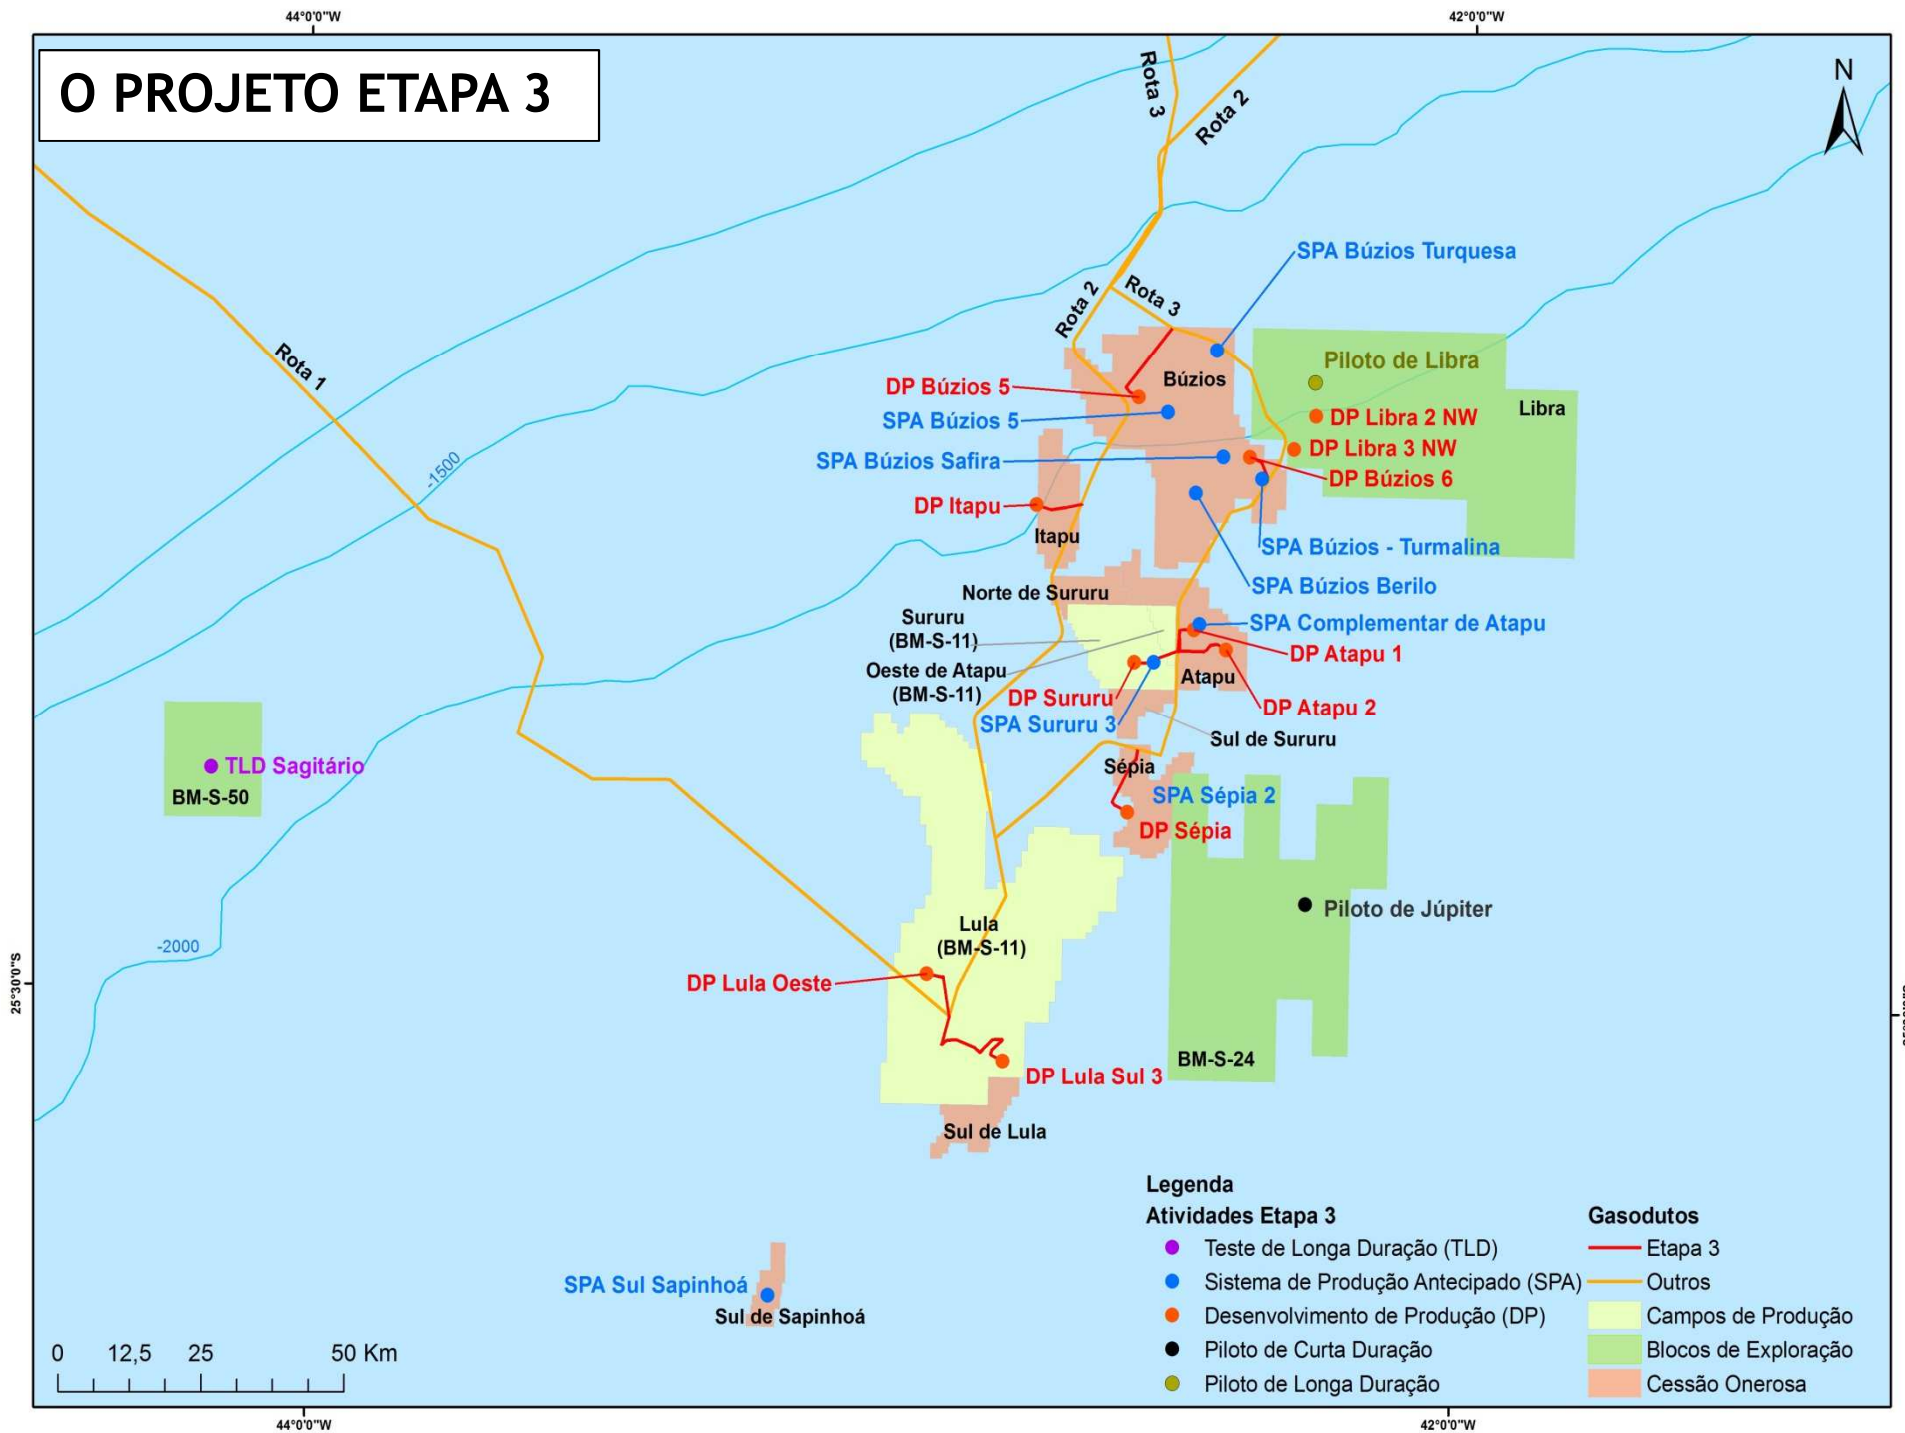 44°0'0"W
42°0'0"W
O PROJETO ETAPA 3
N
Rota 3
Rota 2
SPA Búzios Turquesa
Rota 2
Rota 3
Rota 1
Piloto de Libra
Búzios
DP Búzios 5
Libra
SPA Búzios 5
DP Libra 2 NW
DP Libra 3 NW
SPA Búzios Safira
-1500
DP Búzios 6
DP Itapu
Itapu
SPA Búzios - Turmalina
SPA Búzios Berilo
Norte de Sururu
Sururu
(BM-S-11)
SPA Complementar de Atapu
DP Atapu 1
Oeste de Atapu
(BM-S-11)
Atapu
DP Sururu
DP Atapu 2
SPA Sururu 3
Sul de Sururu
TLD Sagitário
BM-S-50
Sépia
SPA Sépia 2
DP Sépia
Piloto de Júpiter
Lula
(BM-S-11)
-2000
DP Lula Oeste
25°30'0"S
BM-S-24
DP Lula Sul 3
Sul de Lula
SPA Sul Sapinhoá
Sul de Sapinhoá
Legenda
Atividades Etapa 3
Teste de Longa Duração (TLD)
Sistema de Produção Antecipado (SPA)
Desenvolvimento de Produção (DP)
Piloto de Curta Duração
Piloto de Longa Duração
Gasodutos
Etapa 3
Outros
Campos de Produção
Blocos de Exploração
Cessão Onerosa
0 12,5 25 50 Km
44°0'0"W
42°0'0"W